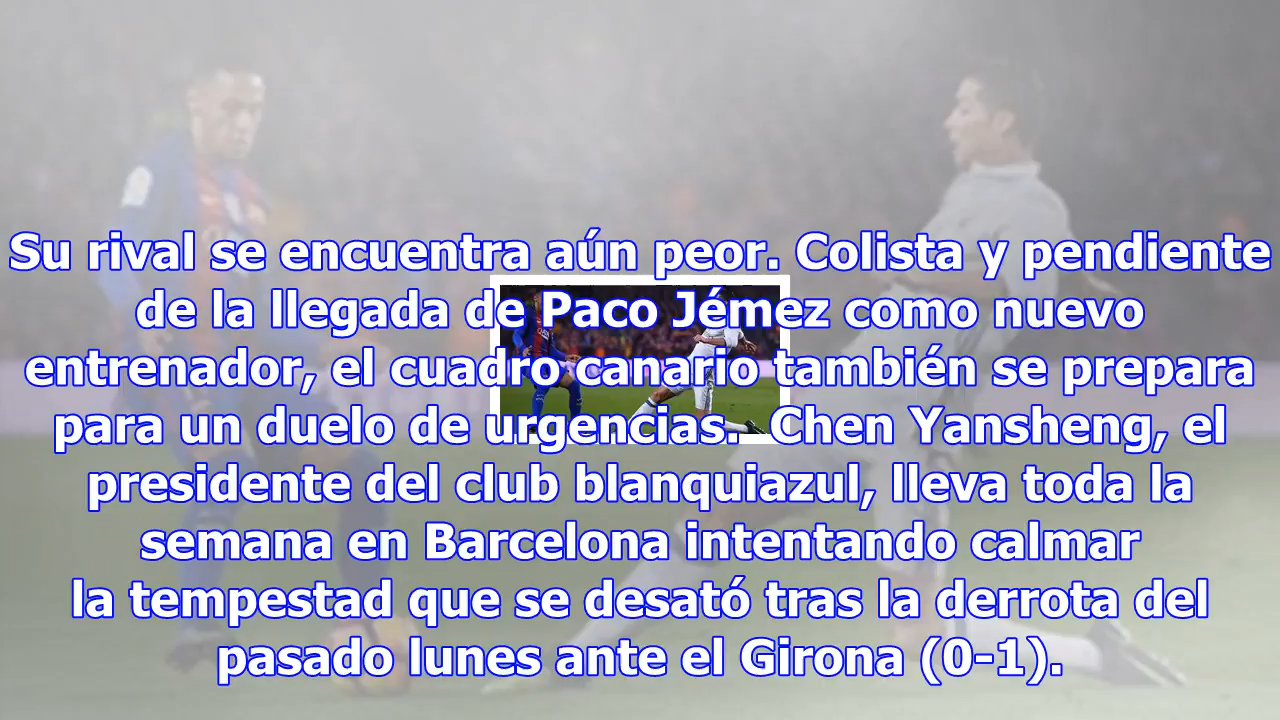 Su rival se encuentra aún peor. Colista y pendiente
de la llegada de Paco Jémez como nuevo
entrenador, el cuadro canario también se prepara
para un duelo de urgencias.  Chen Yansheng, el
presidente del club blanquiazul, lleva toda la
semana en Barcelona intentando calmar
la tempestad que se desató tras la derrota del
pasado lunes ante el Girona (0-1).